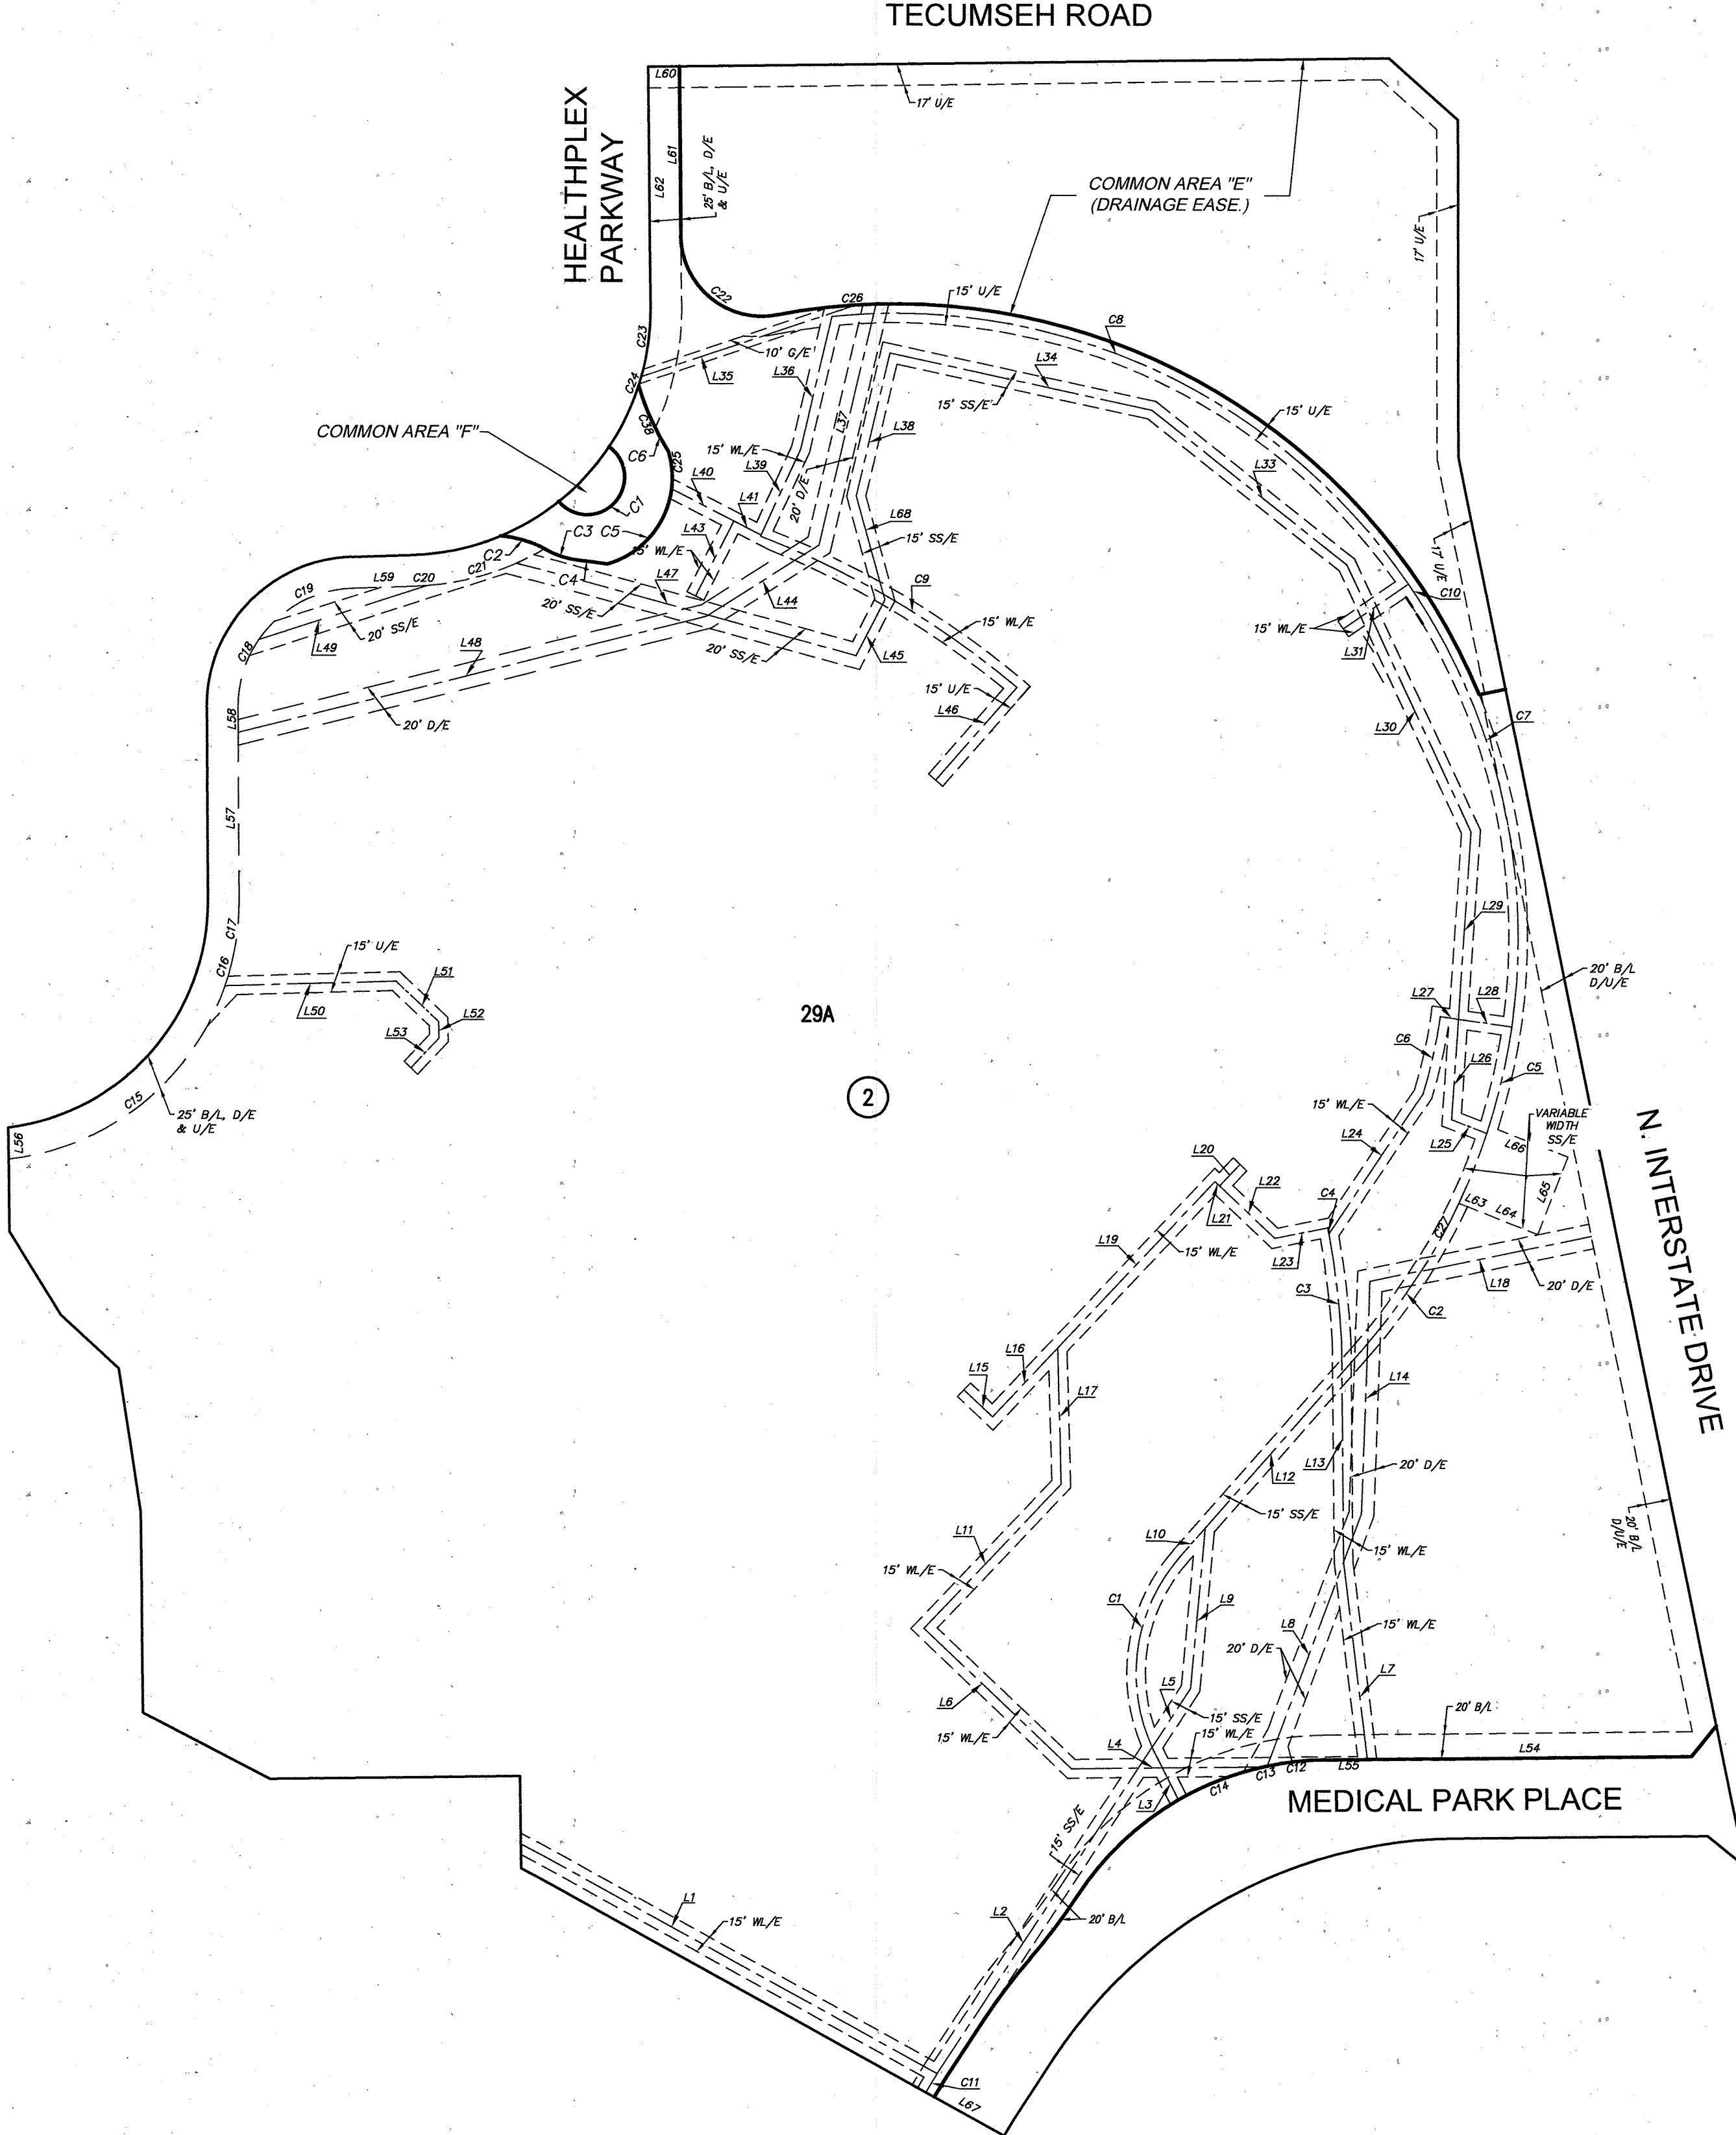 TECUMSEH ROAD
L60
17' U/E
HEALTHPLEX
PARKWAY
L61
L62
25' B/L, D/E
& U/E
COMMON AREA "E"
(DRAINAGE EASE.)
17' U/E
C22
C26
15' U/E
C8
C23
10' G/E
L35
L36
L34
15' SS/E
C24
15' U/E
COMMON AREA "F"
C38
C6
L37
L38
15' WL/E
C25
L40
L39
L41
20' D/E
L33
C1
L68
C3
C5
L43
15' WL/E
15' SS/E
17' U/E
C2
C4
L47
L44
C9
C10
C19
L59
C20
C21
20' SS/E
20' SS/E
15' WL/E
15' WL/E
20' SS/E
L49
C18
L48
L45
L31
15' U/E
L46
20' D/E
L58
C7
L30
L57
C17
15' U/E
L29
C16
L51
L50
L52
L53
20' B/L
D/U/E
29A
L27
L28
C6
L26
C5
2
C15
25' B/L, D/E
& U/E
L56
15' WL/E
VARIABLE
WIDTH
SS/E
L24
L25
L66
N. INTERSTATE DRIVE
L20
L22
L21
C4
L63
L64
L65
C27
L19
15' WL/E
L23
L18
20' D/E
C3
C2
L16
L15
L17
L14
L13
L12
20' D/E
15' SS/E
20' B/L
D/U/E
L11
L10
15' WL/E
15' WL/E
C1
L9
L8
15' WL/E
20' D/E
L7
L6
L5
15' SS/E
15' WL/E
15' WL/E
20' B/L
L4
L54
L55
C12
C13
C14
L3
MEDICAL PARK PLACE
15' SS/E
L1
15' WL/E
L2
20' B/L
C11
L67